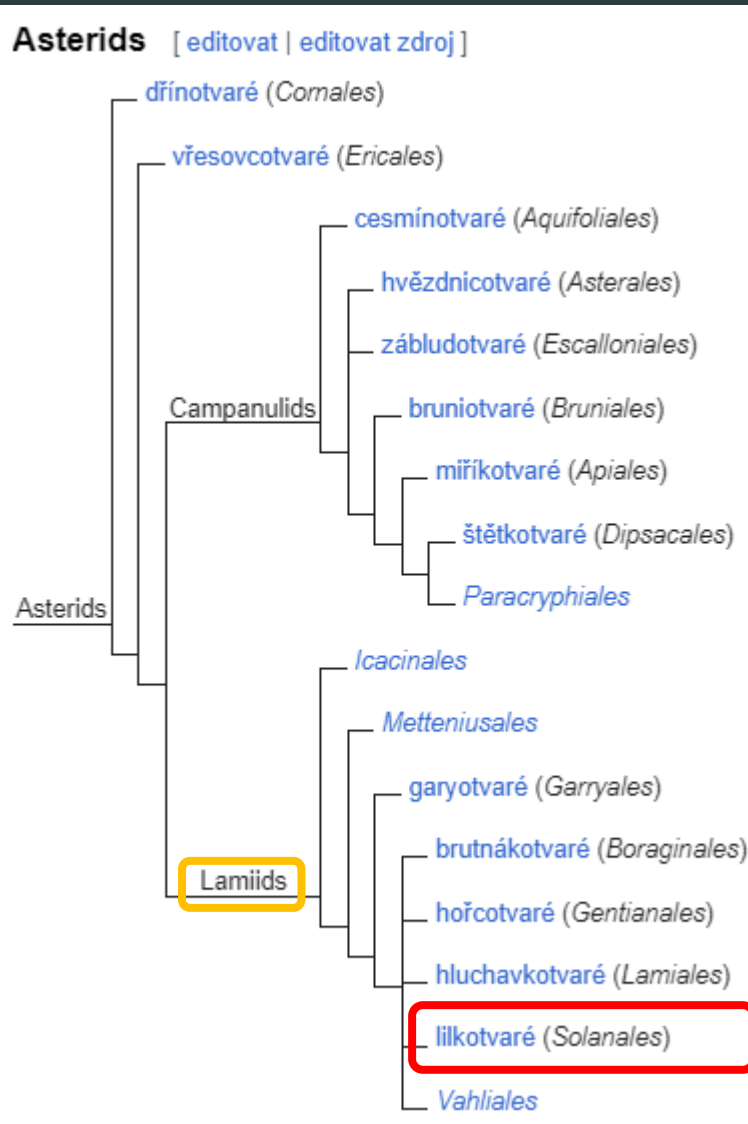 Asterids [ editovat | editovat zdroj ]
dřínotvaré (Cornales)
vřesovcotvaré (Ericales)
cesmínotvaré (Aquifoliales)
hvězdnicotvaré (Asterales)
zábludotvaré (Escalloniales)
Campanulids
bruniotvaré (Bruniales)
miříkotvaré (Apiales)
štětkotvaré (Dipsacales)
Paracryphiales
Asterids
Icacinales
Metteniusales
garyotvaré (Garryales)
brutnákotvaré (Boraginales)
Lamiids
hořcotvaré (Gentianales)
hluchavkotvaré (Lamiales)
lilkotvaré (Solanales)
Vahliales